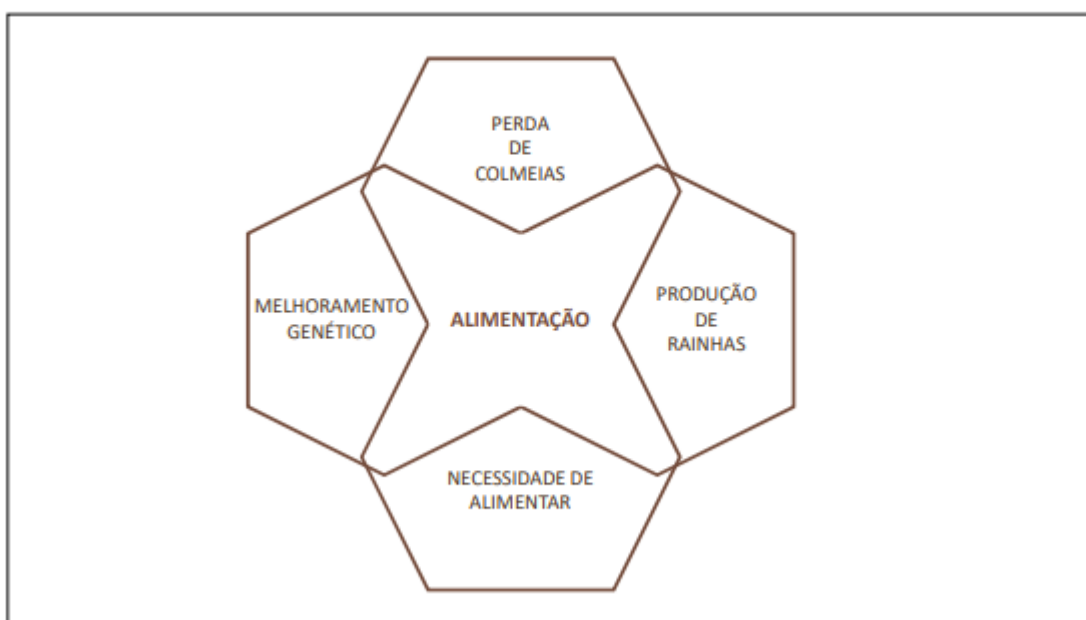 PERDA
DE
COLMEIAS
MELHORAMENTO
GENÉTICO
ALIMENTAÇÃO
PRODUÇÃO
DE
RAINHAS
NECESSIDADE DE
ALIMENTAR